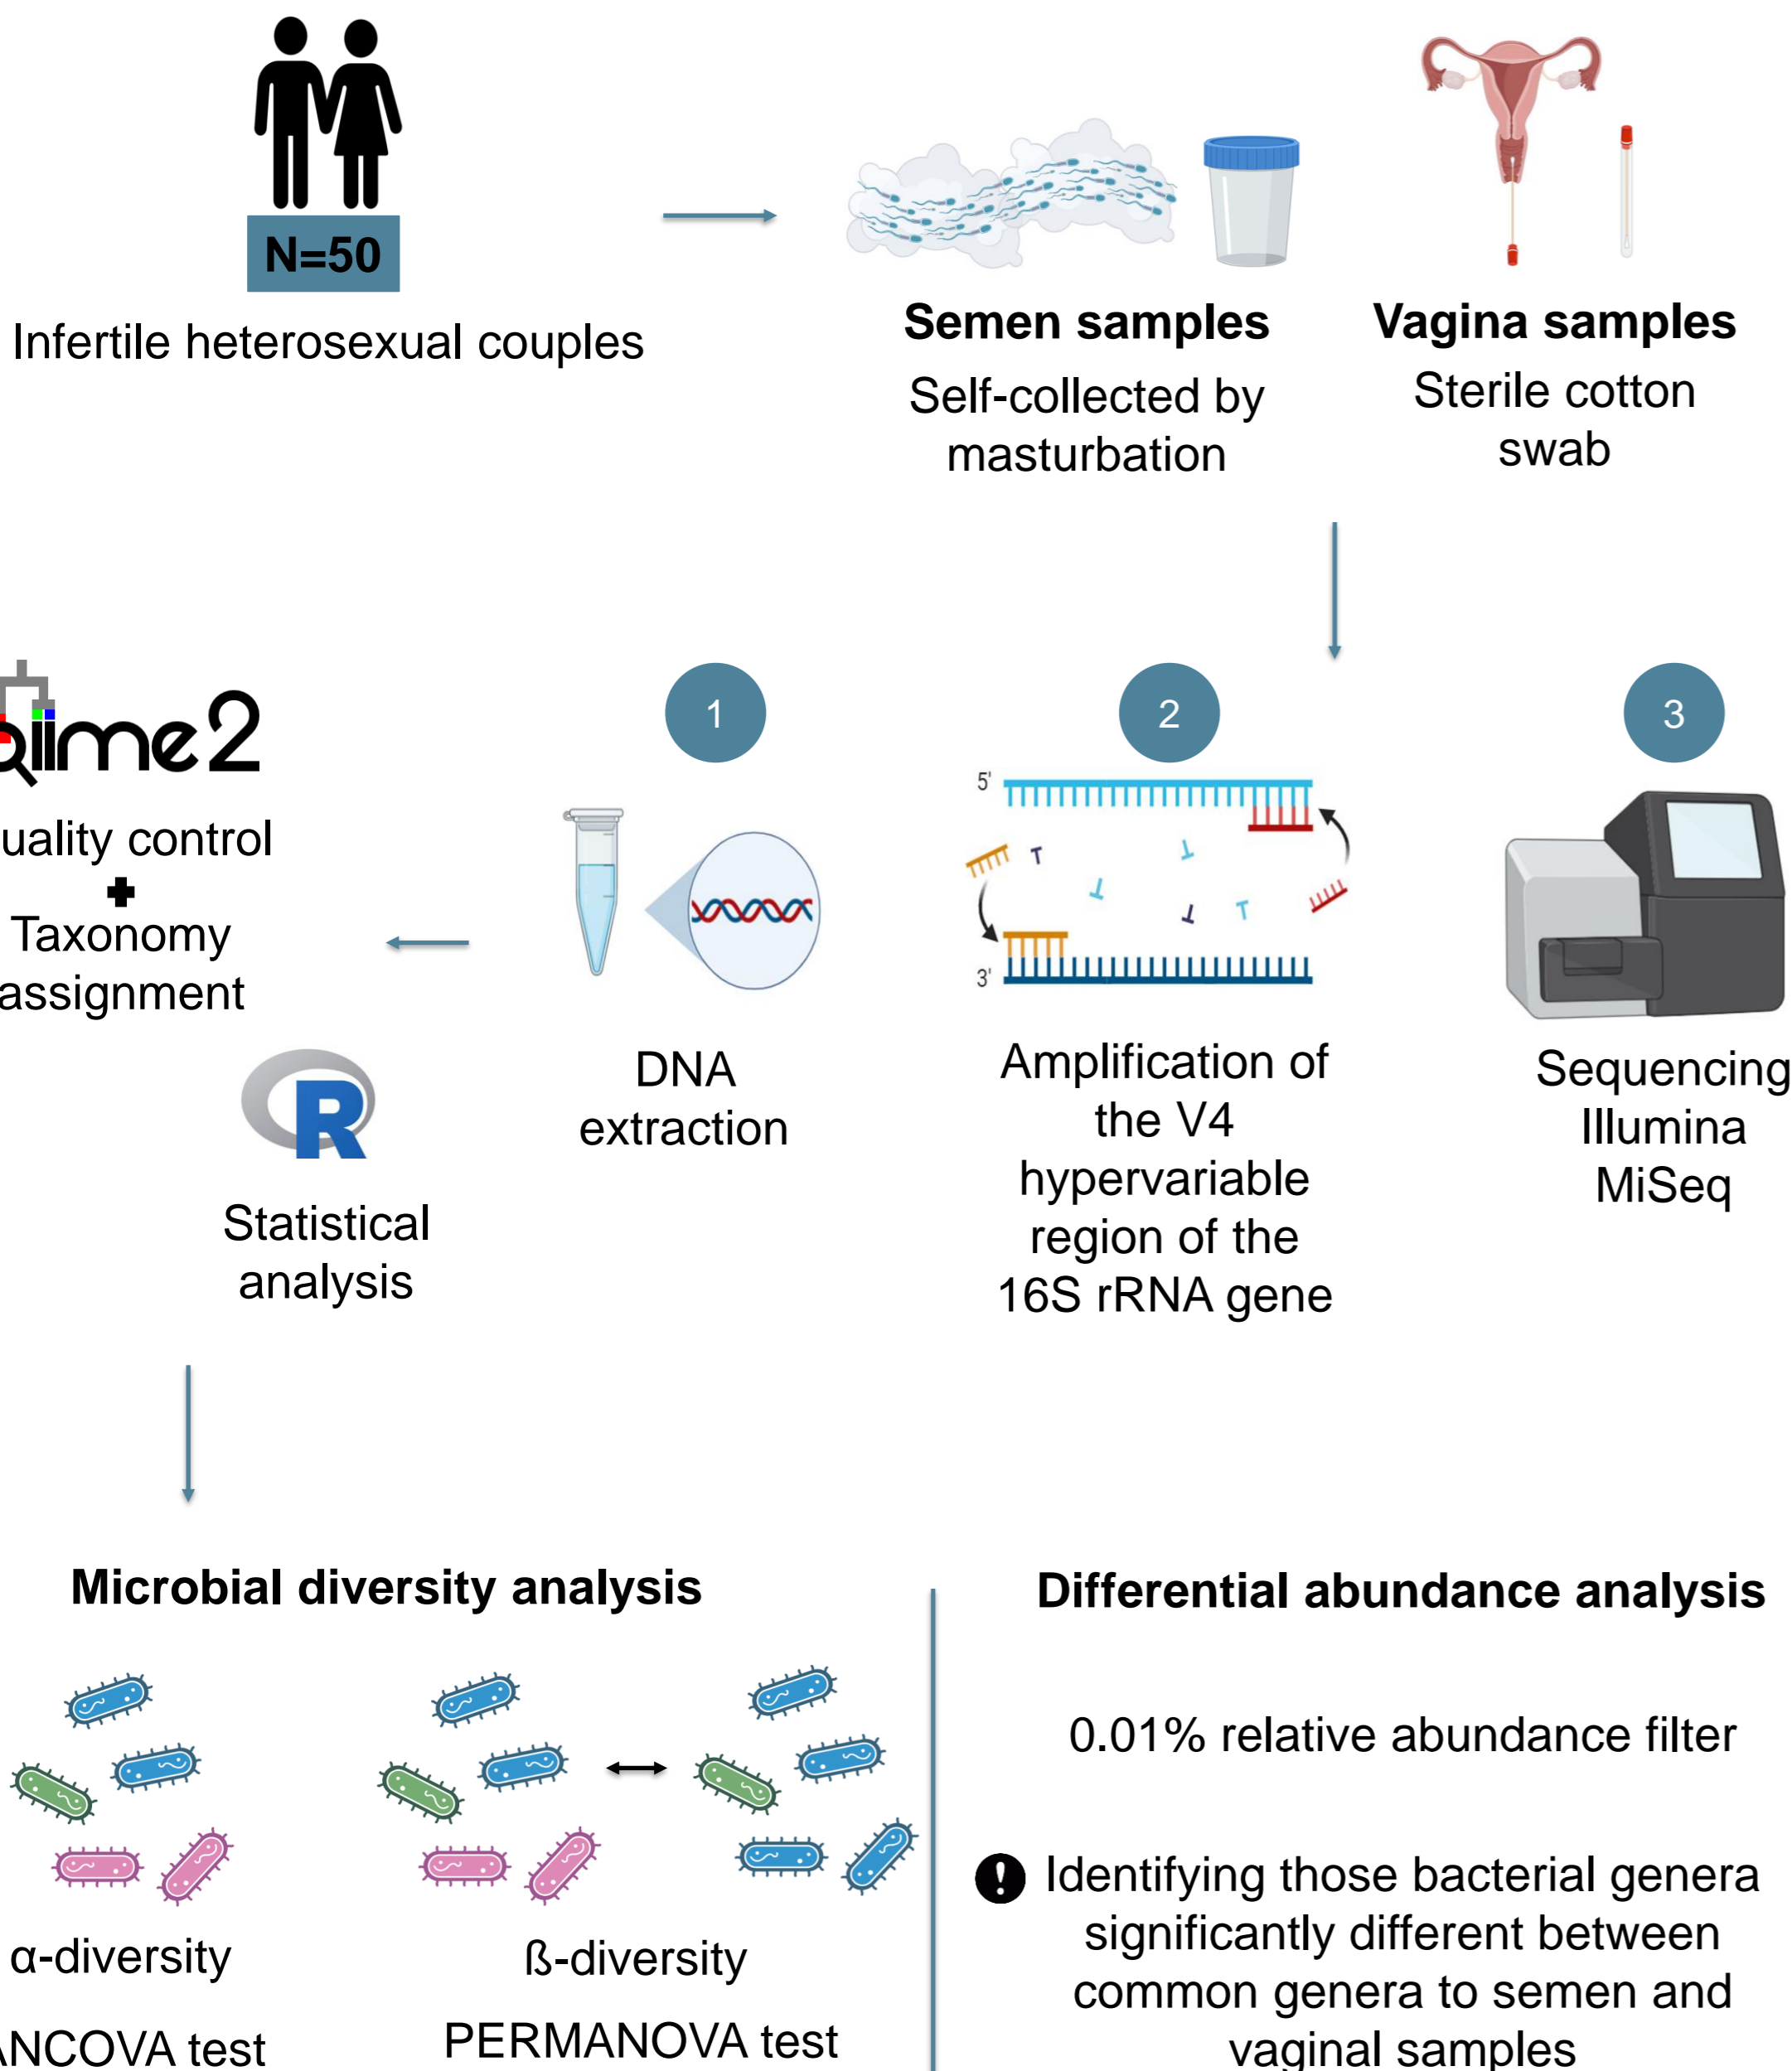 N=50
Infertile heterosexual couples
Semen samples
Self-collected by
masturbation
Vagina samples
Sterile cotton
swab
qiime2
uality control
Taxonomy
assignment
R
Statistical
analysis
1
DNA
extraction
2
5'
T
T
T
T
T
3'
Amplification of
the V4
hypervariable
region of the
16S rRNA gene
3
Sequencing
Illumina
MiSeq
Microbial diversity analysis
α-diversity
ANCOVA test
ß-diversity
PERMANOVA test
Differential abundance analysis
0.01% relative abundance filter
! Identifying those bacterial genera
significantly different between
common genera to semen and
vaginal samples